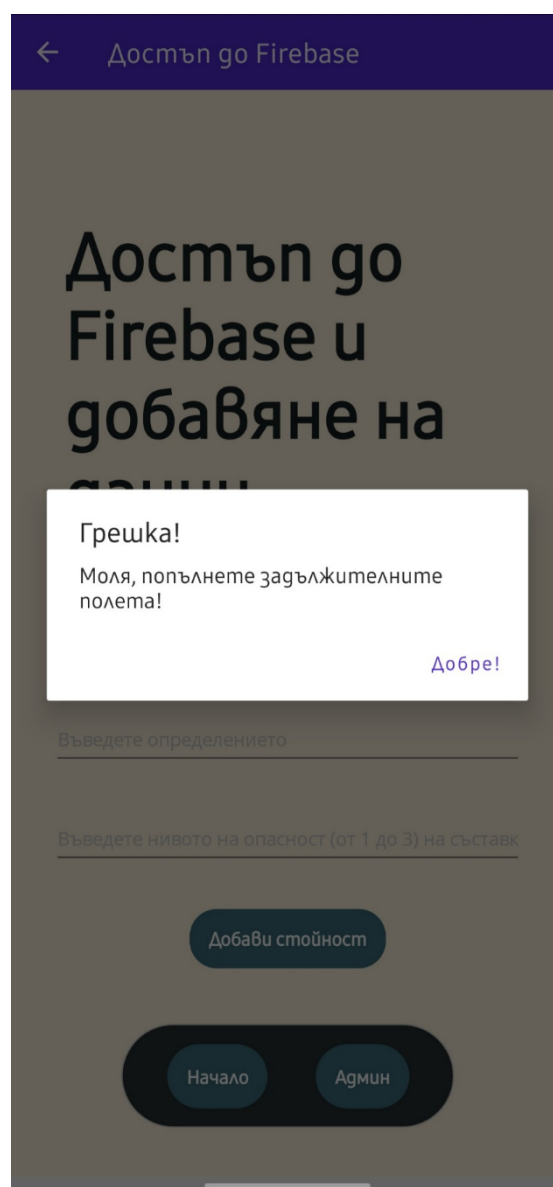 Достъп до Firebase
Достъп до
Firebase и
добавяне на
данни
Грешка!
Моля, попълнете задължителните
полета!
Добре!
Въведете определението
Въведете нивото на опасност (от 1 до 3) на съставк
Добави стойност
Начало
Админ